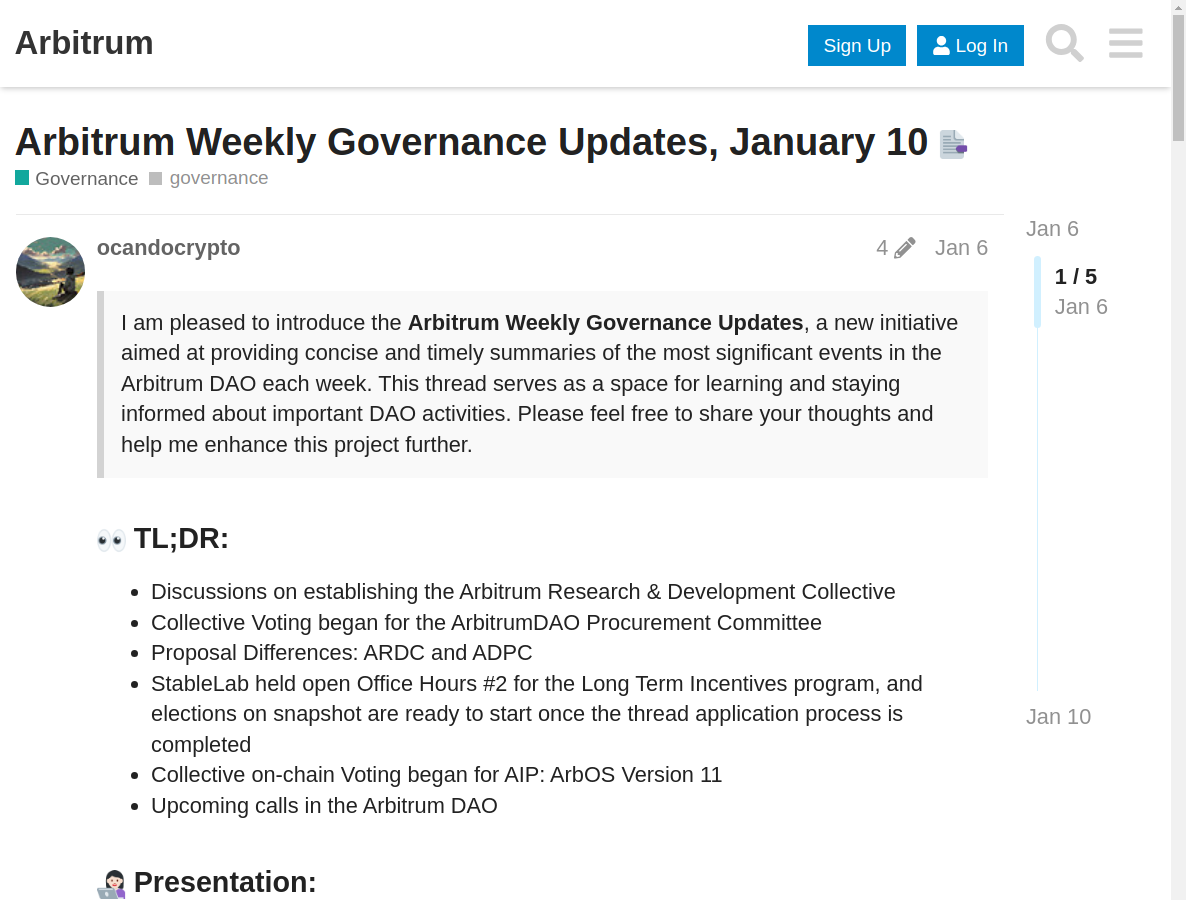 Arbitrum
Sign Up
Log In
Arbitrum Weekly Governance Updates, January 10
Governance
governance
ocandocrypto
4
Jan 6
I am pleased to introduce the Arbitrum Weekly Governance Updates, a new initiative
aimed at providing concise and timely summaries of the most significant events in the
Arbitrum DAO each week. This thread serves as a space for learning and staying
informed about important DAO activities. Please feel free to share your thoughts and
help me enhance this project further.
TL;DR:
Discussions on establishing the Arbitrum Research & Development Collective
Collective Voting began for the ArbitrumDAO Procurement Committee
Proposal Differences: ARDC and ADPC
StableLab held open Office Hours #2 for the Long Term Incentives program, and
elections on snapshot are ready to start once the thread application process is
completed
Collective on-chain Voting began for AIP: ArbOS Version 11
Upcoming calls in the Arbitrum DAO
Presentation:
Jan 6
1 / 5
Jan 6
Jan 10